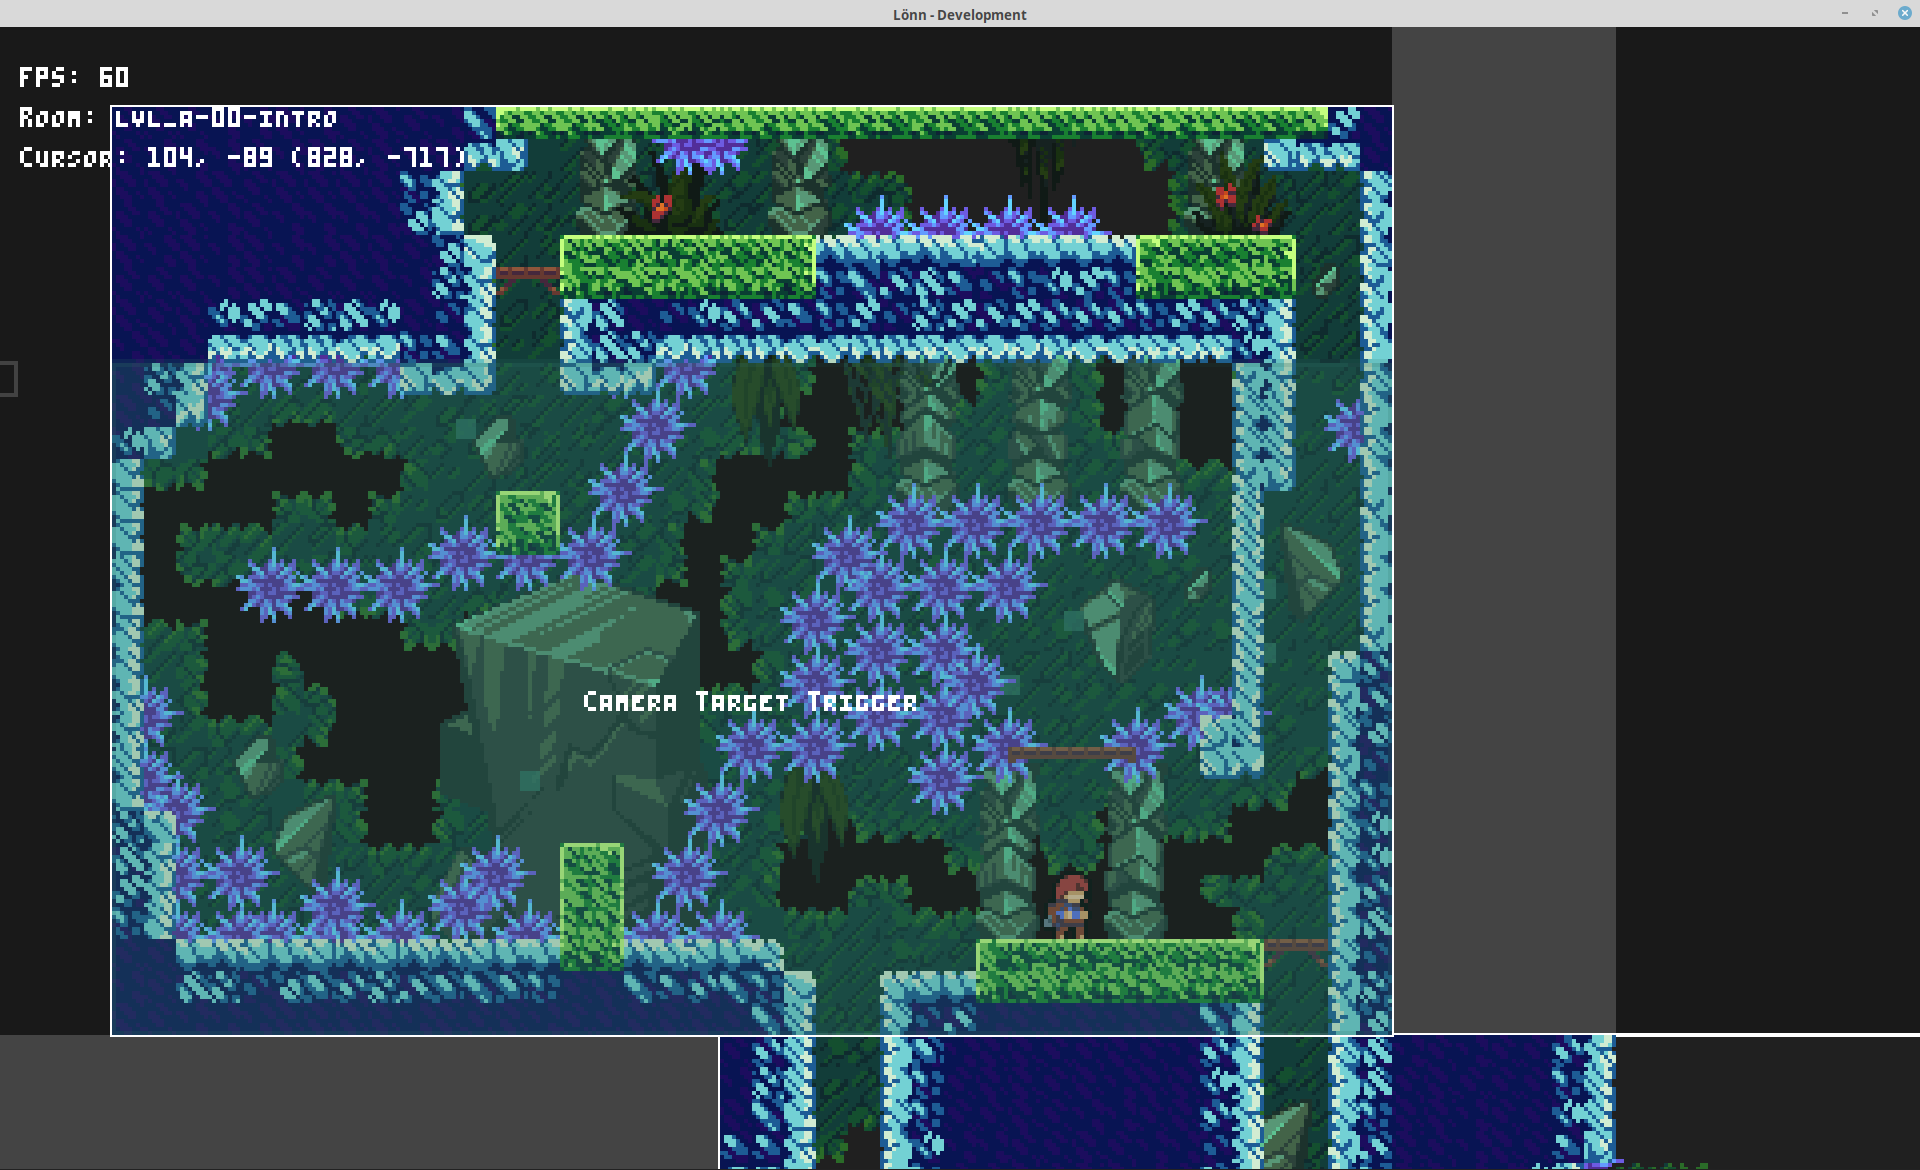 Lönn - Development
FPS: 60
Room: lvl_a-00-intro
Cursor: 104, -89 (828, -717)
Camera Target Trigger